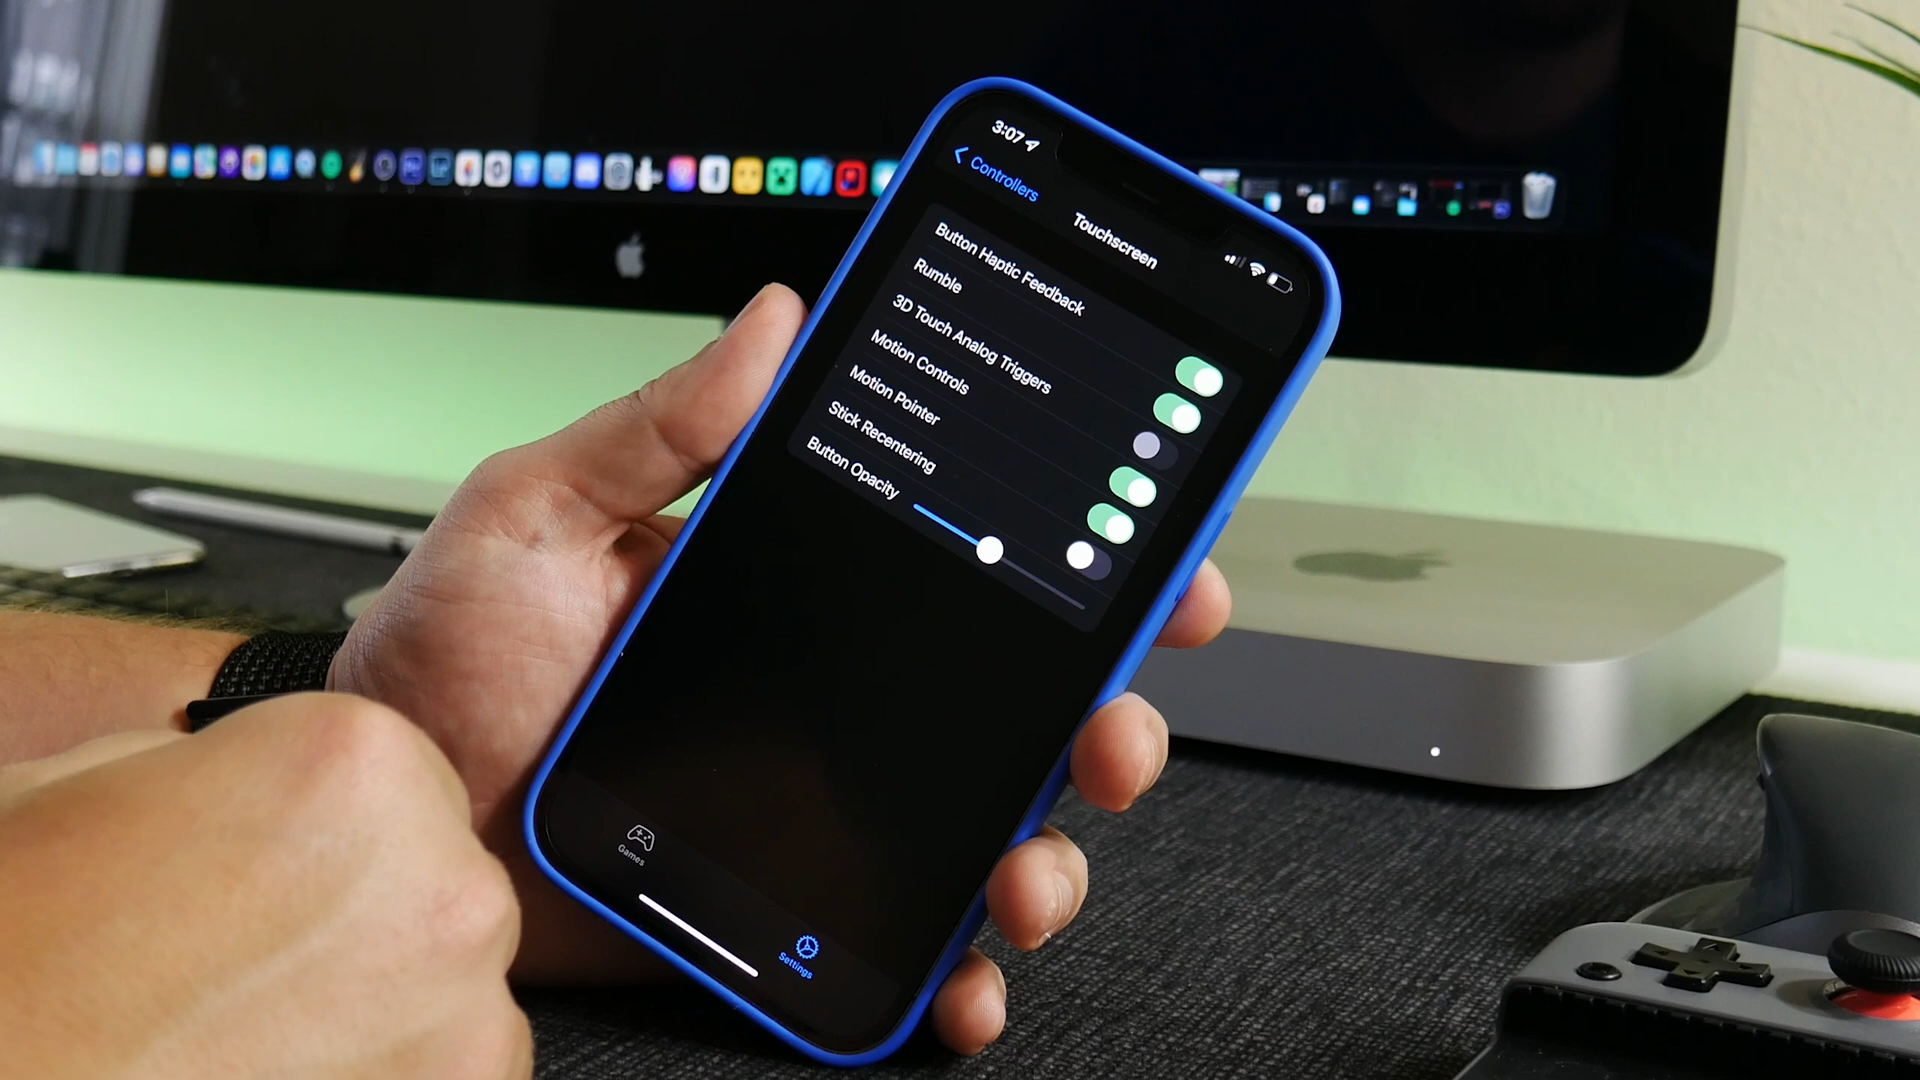 3:07
Controllers
Touchscreen
Button Haptic Feedback
Rumble
3D Touch Analog Triggers
Motion Controls
Motion Pointer
Stick Recentering
Button Opacity
Games
Settings